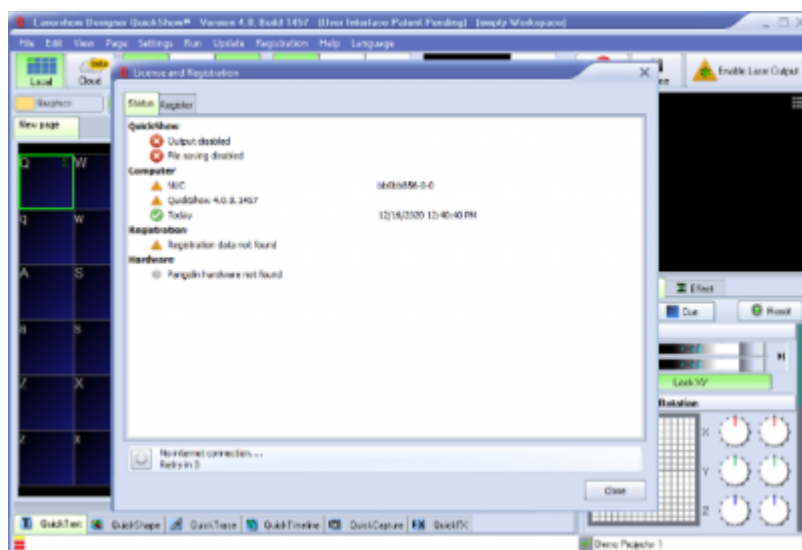 Lasershow Designer QuickShow® Version 4.0, Build 1457 (User Interface Patent Pending) [empty Workspace]
File Edit View Page Settings Run Update Registration Help Language
Local Cloud beta
Enable Laser Output
Graphics
New page
License and Registration
Status Register
QuickShow
Output disabled
File saving disabled
Computer
QuickShow 4.0.0.1457
Today 12/16/2020 12:40:40 PM
Registration
Registration data not found
Hardware
Pangolin hardware not found
No internet connection....
Retry in 3
Close
Q W
q w
A S
a s
Z X
z x
Effect
Cue Reset
Lock XY
Rotation
X
Y
Z
QuickText QuickShape QuickTrace QuickTimeline QuickCapture QuickFX
Demo Projector 1